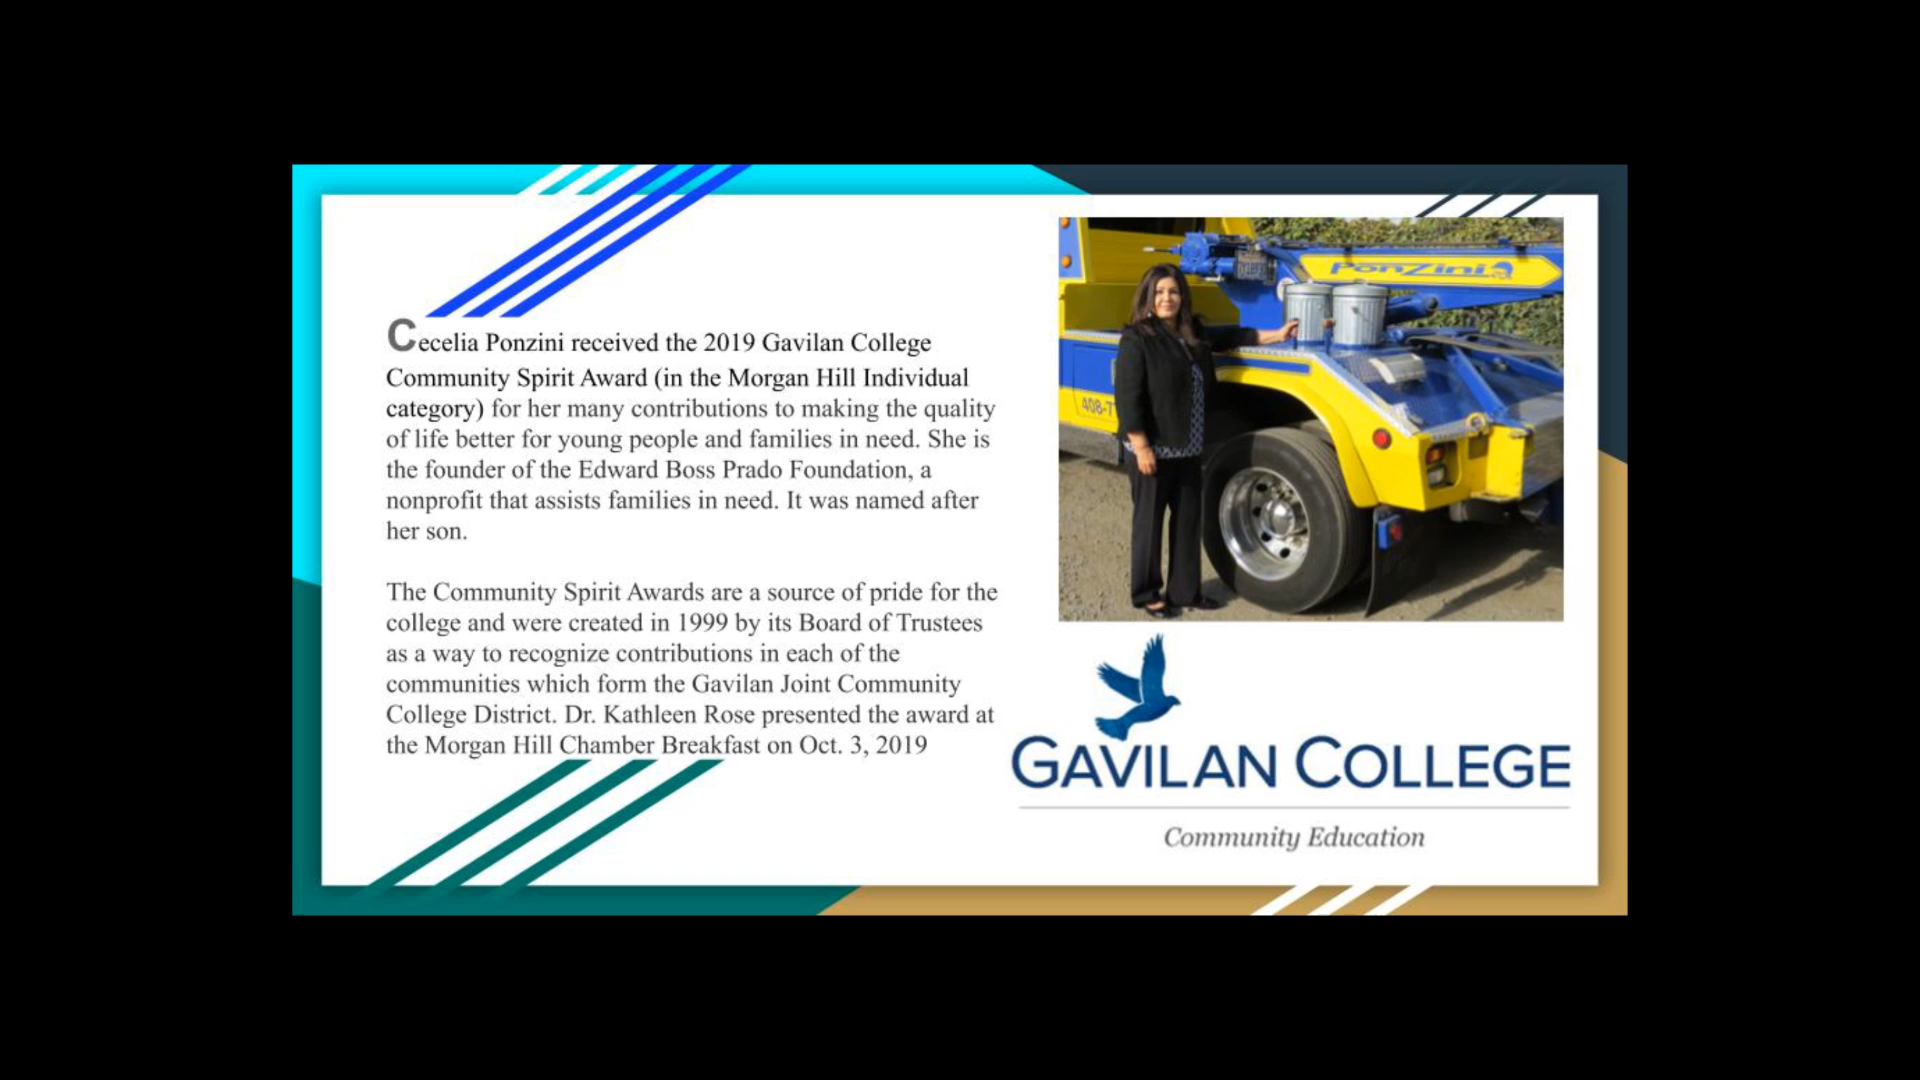 Cecelia Ponzini received the 2019 Gavilan College
Community Spirit Award (in the Morgan Hill Individual
category) for her many contributions to making the quality
of life better for young people and families in need. She is
the founder of the Edward Boss Prado Foundation, a
nonprofit that assists families in need. It was named after
her son.
The Community Spirit Awards are a source of pride for the
college and were created in 1999 by its Board of Trustees
as a way to recognize contributions in each of the
communities which form the Gavilan Joint Community
College District. Dr. Kathleen Rose presented the award at
the Morgan Hill Chamber Breakfast on Oct. 3, 2019
PonZini
408-7
GAVILAN COLLEGE
Community Education